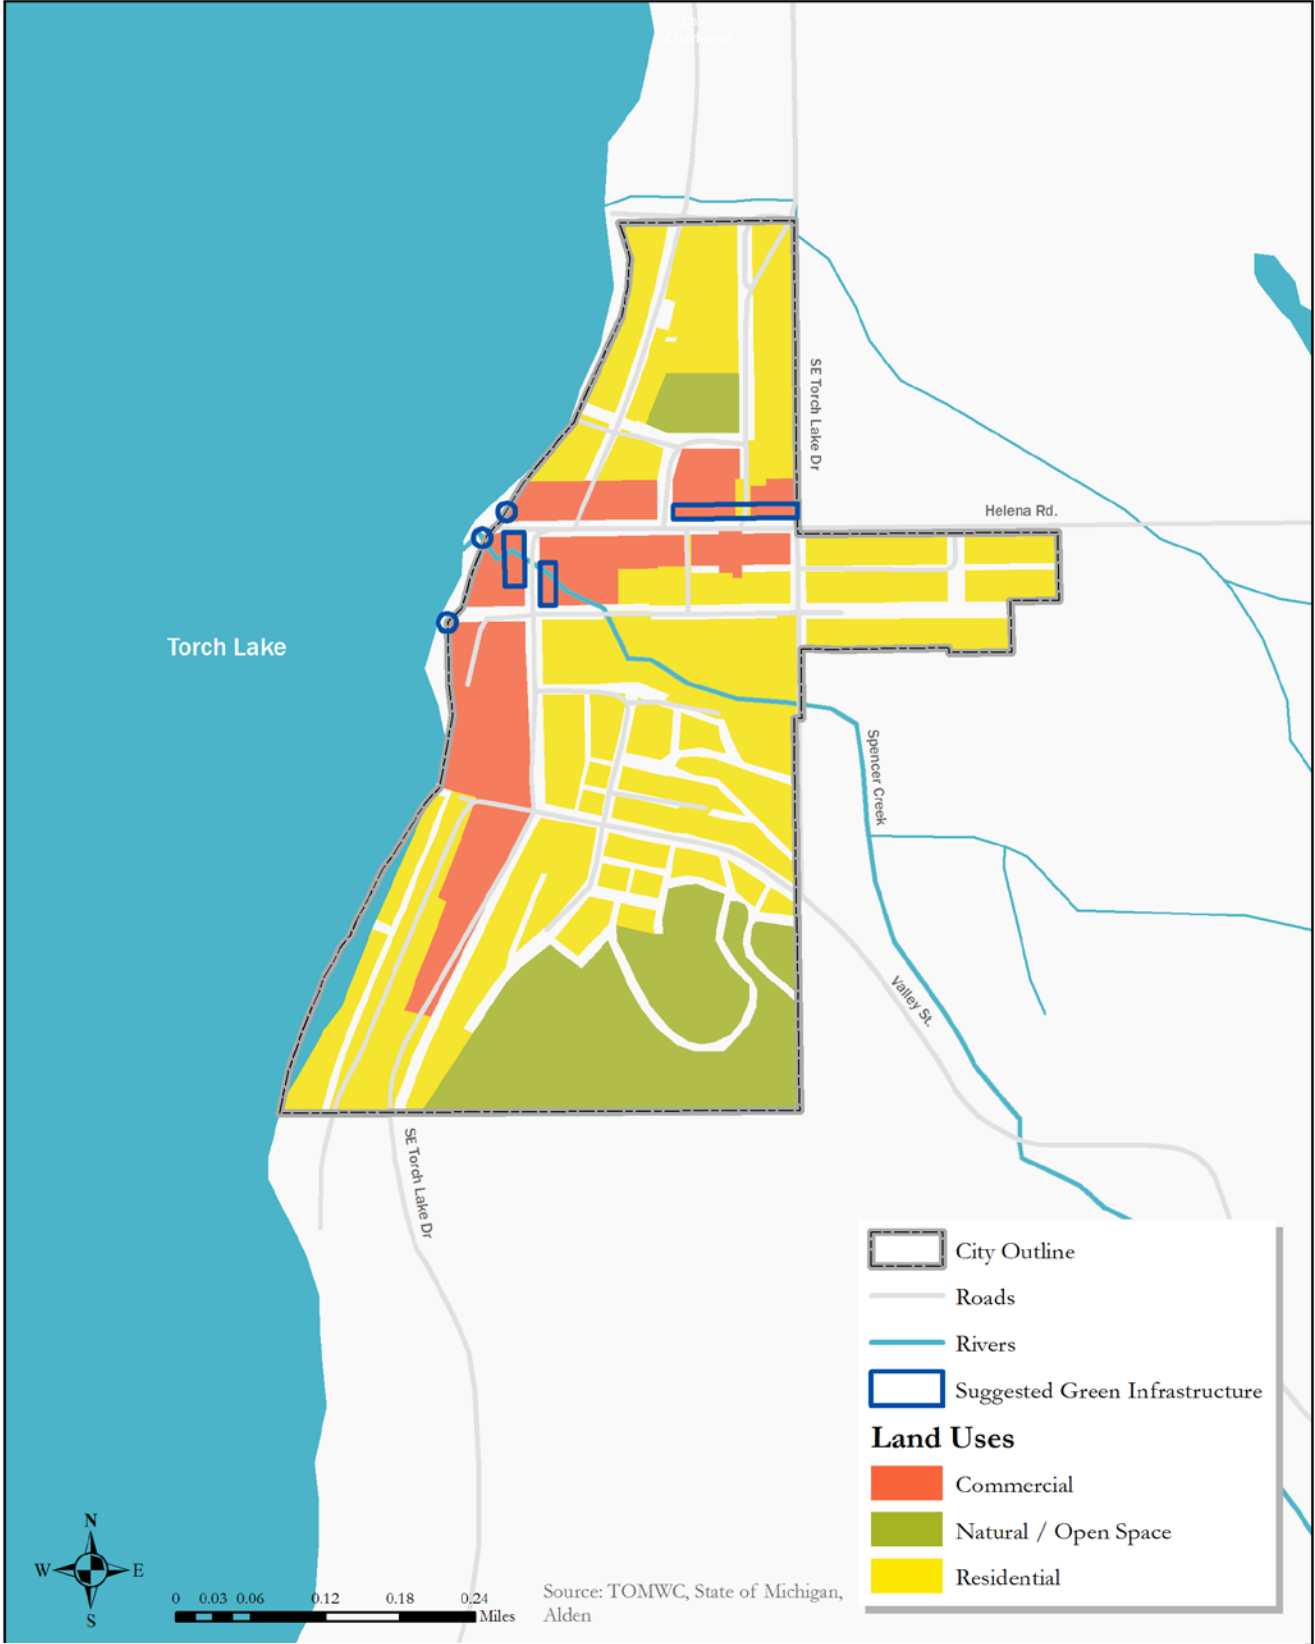 Lake
Charlevoix
SE Torch Lake Dr
Helena Rd.
Torch Lake
Spencer Creek
Valley St.
SE Torch Lake Dr
City Outline
Roads
Rivers
Suggested Green Infrastructure
Land Uses
Commercial
Natural / Open Space
Residential
N
W E
S
0 0.03 0.06 0.12 0.18 0.24
Miles
Source: TOMWC, State of Michigan,
Alden